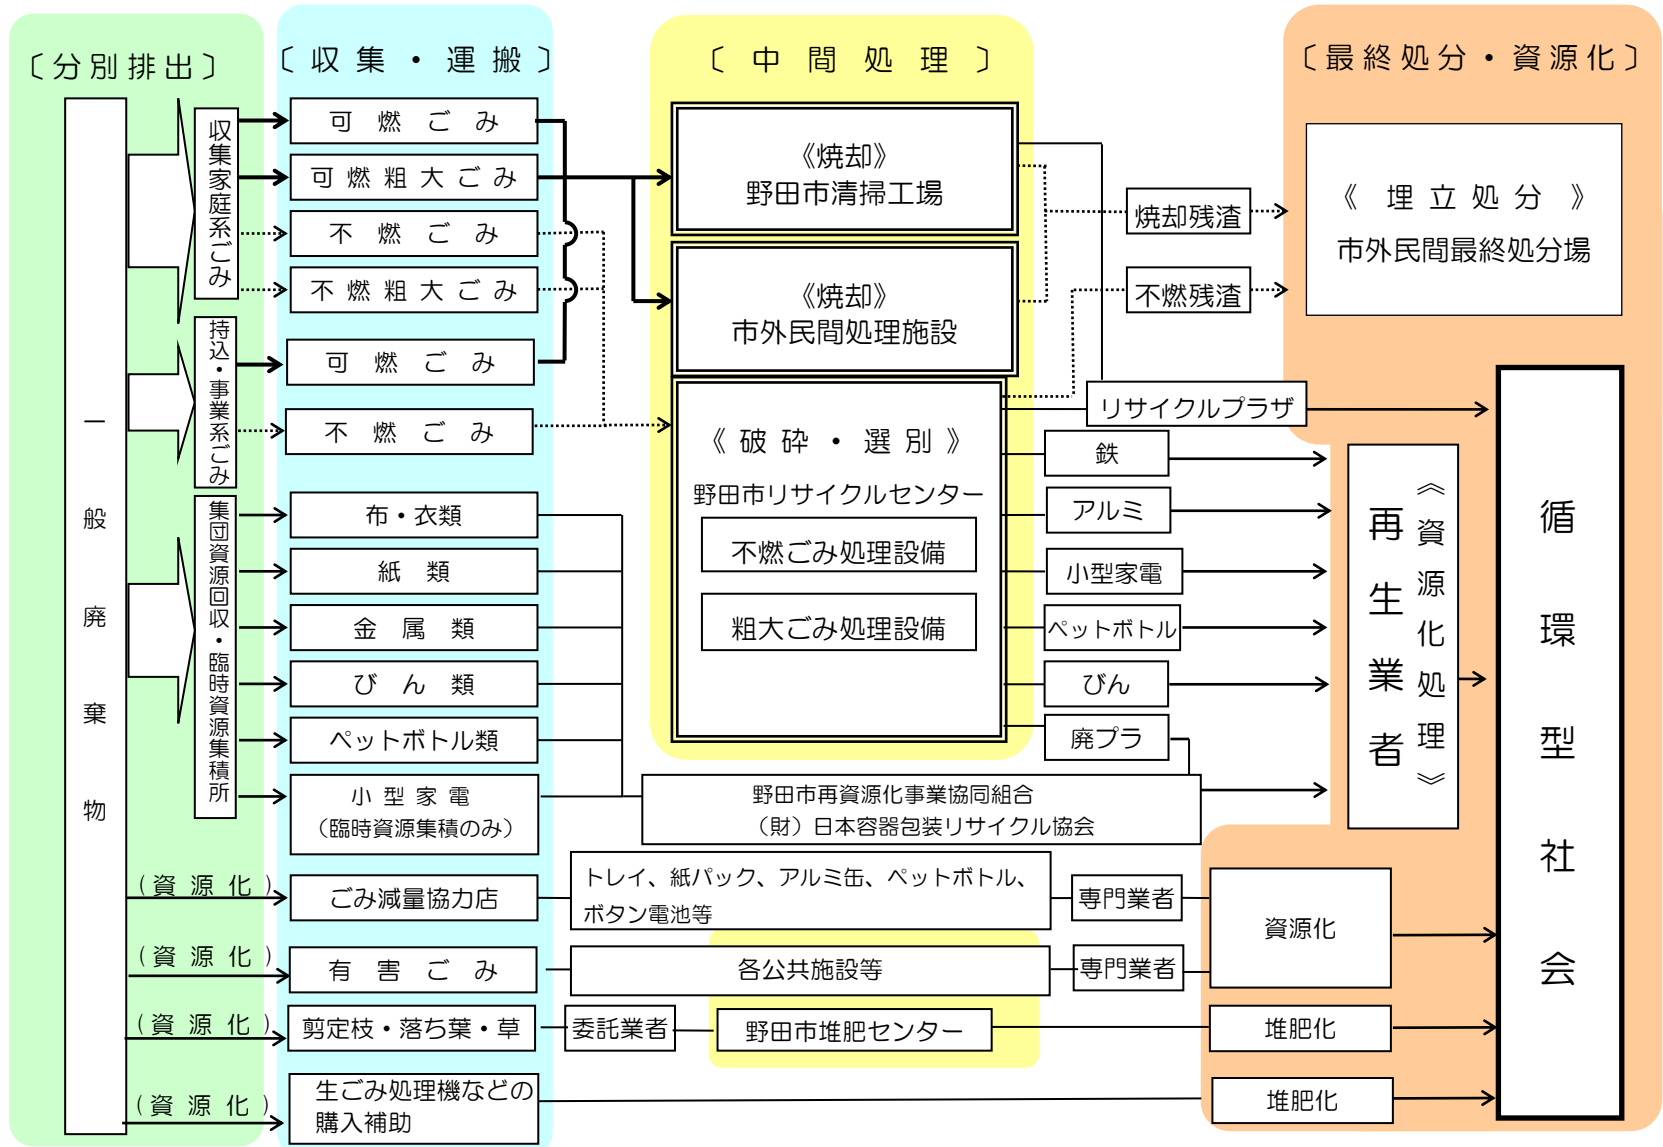 〔分別排出〕
〔収集・運搬〕
〔中間処理〕
〔最終処分・資源化〕
一般廃棄物
収集家庭系ごみ
持込・事業系ごみ
集団資源回収・臨時資源集積所
(資源化)
(資源化)
(資源化)
(資源化)
可燃ごみ
可燃粗大ごみ
不燃ごみ
不燃粗大ごみ
可燃ごみ
不燃ごみ
布・衣類
紙類
金属類
びん類
ペットボトル類
小型家電
（臨時資源集積のみ）
ごみ減量協力店
有害ごみ
剪定枝・落ち葉・草
生ごみ処理機などの
購入補助
《焼却》
野田市清掃工場
《焼却》
市外民間処理施設
《破砕・選別》
野田市リサイクルセンター
不燃ごみ処理設備
粗大ごみ処理設備
野田市再資源化事業協同組合
（財）日本容器包装リサイクル協会
トレイ、紙パック、アルミ缶、ペットボトル、
ボタン電池等
各公共施設等
委託業者
野田市堆肥センター
焼却残渣
不燃残渣
リサイクルプラザ
鉄
アルミ
小型家電
ペットボトル
びん
廃プラ
専門業者
専門業者
《埋立処分》
市外民間最終処分場
《資源化処理》
再生業者
資源化
堆肥化
堆肥化
循環型社会